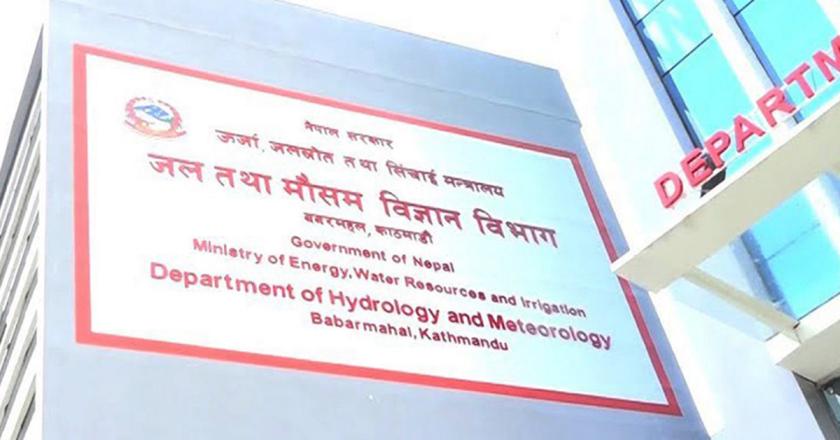 नेपाल सरकार
ऊर्जा, जलस्रोत तथा सिंचाई मन्त्रालय
जल तथा मौसम विज्ञान विभाग
बबरमहल, काठमाडौं
Government of Nepal
Ministry of Energy, Water Resources and Irrigation
Department of Hydrology and Meteorology
Babarmahal, Kathmandu
DEPARTM